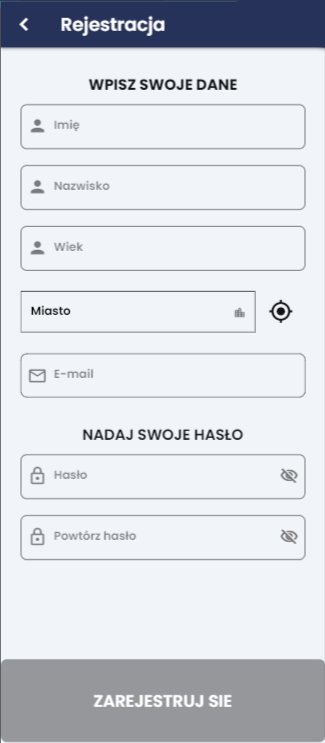 Rejestracja
WPISZ SWOJE DANE
Imię
Nazwisko
Wiek
Miasto
E-mail
NADAJ SWOJE HASŁO
Hasło
Powtórz hasło
ZAREJESTRUJ SIE